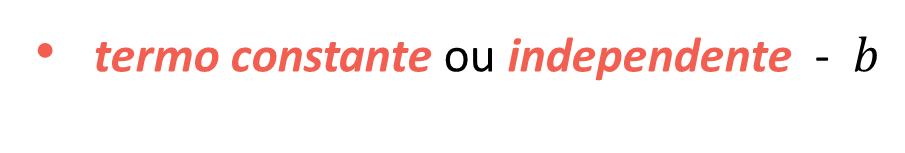 • termo constante ou independente - b